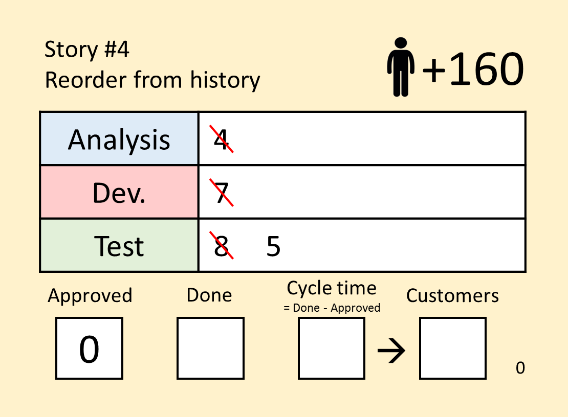 Story #4
Reorder from history
+160
Analysis 4
Dev. 7
Test 8 5
Approved Done Cycle time Customers
= Done - Approved
0 → 0